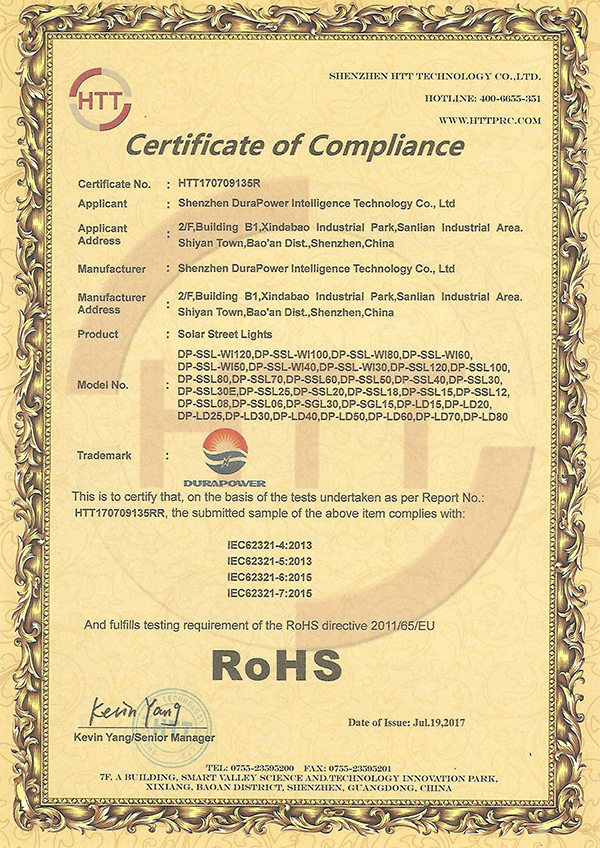 SHENZHEN HTT TECHNOLOGY CO.,LTD.
HTT
HOTLINE: 400-6655-351
WWW.HTTPRC.COM
Certificate of Compliance
Certificate No. : HTT170709135R
Applicant : Shenzhen DuraPower Intelligence Technology Co., Ltd
Applicant Address : 2/F,Building B1,Xindabao Industrial Park,Sanlian Industrial Area.
Shiyan Town,Bao'an Dist.,Shenzhen,China
Manufacturer : Shenzhen DuraPower Intelligence Technology Co., Ltd
Manufacturer Address : 2/F,Building B1,Xindabao Industrial Park,Sanlian Industrial Area.
Shiyan Town,Bao'an Dist.,Shenzhen,China
Product : Solar Street Lights
DP-SSL-WI120,DP-SSL-WI100,DP-SSL-WI80,DP-SSL-WI60,
DP-SSL-WI50,DP-SSL-WI40,DP-SSL-WI30,DP-SSL120,DP-SSL100,
DP-SSL80,DP-SSL70,DP-SSL60,DP-SSL50,DP-SSL40,DP-SSL30,
Model No. : DP-SSL30E,DP-SSL25,DP-SSL20,DP-SSL18,DP-SSL15,DP-SSL12,
DP-SSL08,DP-SSL06,DP-SGL30,DP-SGL15,DP-LD15,DP-LD20,
DP-LD25,DP-LD30,DP-LD40,DP-LD50,DP-LD60,DP-LD70,DP-LD80
Trademark :
DURAPOWER
This is to certify that, on the basis of the tests undertaken as per Report No.:
HTT170709135RR, the submitted sample of the above item complies with:
IEC62321-4:2013
IEC62321-5:2013
IEC62321-6:2015
IEC62321-7:2015
And fulfills testing requirement of the RoHS directive 2011/65/EU
RoHS
Kevin Yang
Kevin Yang/Senior Manager
Date of Issue: Jul.19,2017
TEL: 0755-23595200 FAX: 0755-23595201
7F, A BUILDING, SMART VALLEY SCIENCE AND TECHNOLOGY INNOVATION PARK,
XIXIANG, BAOAN DISTRICT, SHENZHEN, GUANGDONG, CHINA